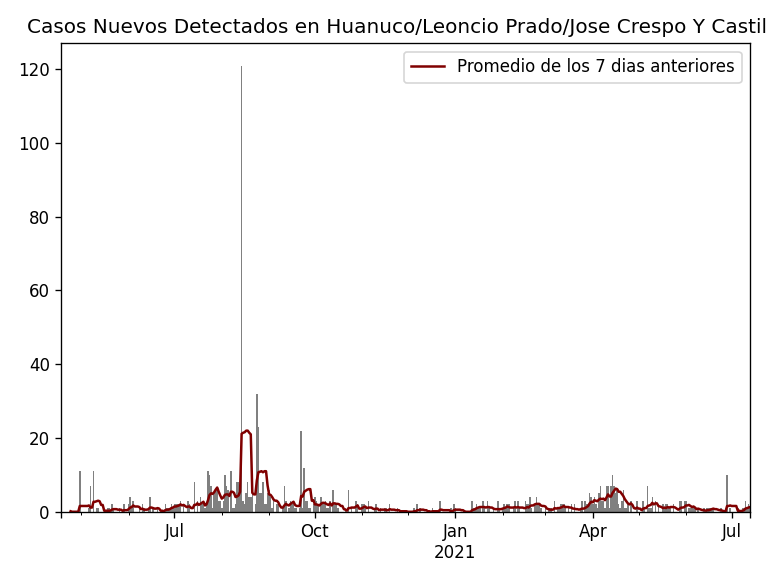 Casos Nuevos Detectados en Huanuco/Leoncio Prado/Jose Crespo Y Castil
Promedio de los 7 dias anteriores
120
100
80
60
40
20
0
Jul Oct Jan Apr Jul
2021